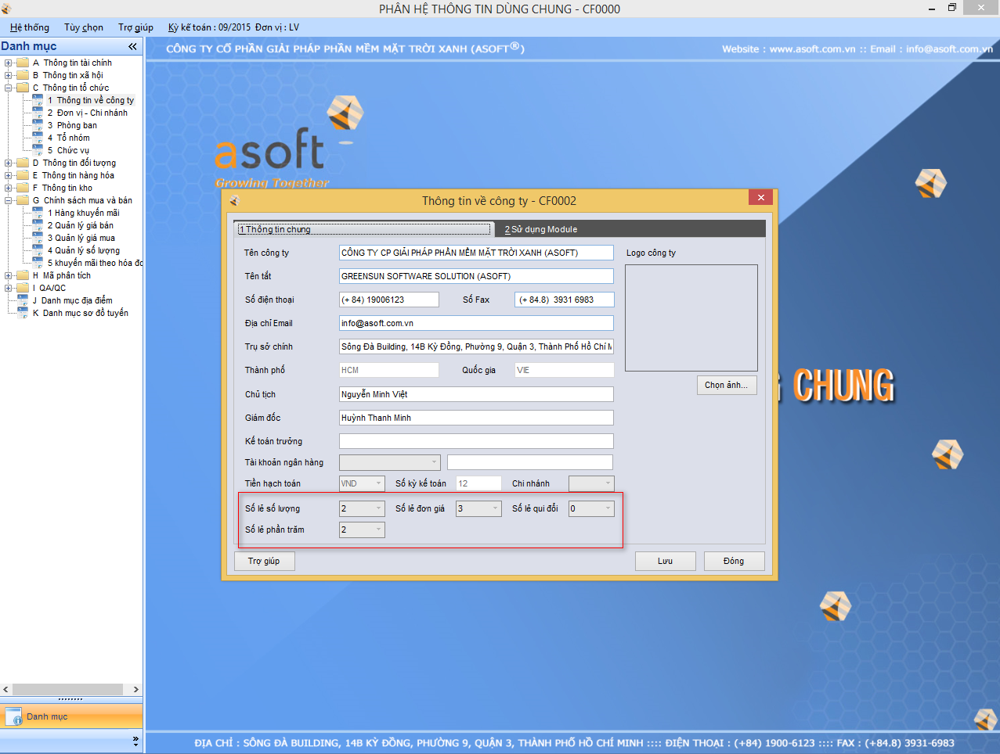 PHÂN HỆ THÔNG TIN DÙNG CHUNG - CF0000
Hệ thống Tùy chọn Trợ giúp Kỳ kế toán : 09/2015 Đơn vị : LV
Danh mục
A Thông tin tài chính
B Thông tin xã hội
C Thông tin tổ chức
1 Thông tin về công ty
2 Đơn vị - Chi nhánh
3 Phòng ban
4 Tổ nhóm
5 Chức vụ
D Thông tin đối tượng
E Thông tin hàng hóa
F Thông tin kho
G Chính sách mua và bán
1 Hàng khuyến mãi
2 Quản lý giá bán
3 Quản lý giá mua
4 Quản lý số lượng
5 khuyến mãi theo hóa đơ
H Mã phân tích
I QA/QC
J Danh mục địa điểm
K Danh mục sơ đồ tuyến
Danh mục
CÔNG TY CỔ PHẦN GIẢI PHÁP PHẦN MỀM MẶT TRỜI XANH (ASOFT®)
Website : www.asoft.com.vn :: Email : info@asoft.com.vn
asoft
Growing Together
CHUNG
Thông tin về công ty - CF0002
1 Thông tin chung
2 Sử dụng Module
Tên công ty CÔNG TY CP GIẢI PHÁP PHẦN MỀM MẶT TRỜI XANH (ASOFT) Logo công ty
Tên tắt GREENSUN SOFTWARE SOLUTION (ASOFT)
Số điện thoại (+ 84) 19006123 Số Fax (+ 84.8) 3931 6983
Địa chỉ Email info@asoft.com.vn
Trụ sở chính Sông Đà Building, 14B Kỳ Đồng, Phường 9, Quận 3, Thành Phố Hồ Chí M
Thành phố HCM Quốc gia VIE
Chọn ảnh...
Chủ tịch Nguyễn Minh Việt
Giám đốc Huỳnh Thanh Minh
Kế toán trưởng
Tài khoản ngân hàng
Tiền hạch toán VND Số kỳ kế toán 12 Chi nhánh
Số lẻ số lượng 2 Số lẻ đơn giá 3 Số lẻ qui đổi 0
Số lẻ phần trăm 2
Trợ giúp Lưu Đóng
ĐỊA CHỈ : SÔNG ĐÀ BUILDING, 14B KỲ ĐỒNG, PHƯỜNG 9, QUẬN 3, THÀNH PHỐ HỒ CHÍ MINH :::: ĐIỆN THOẠI : (+84) 1900-6123 :::: FAX : (+84.8) 3931-6983